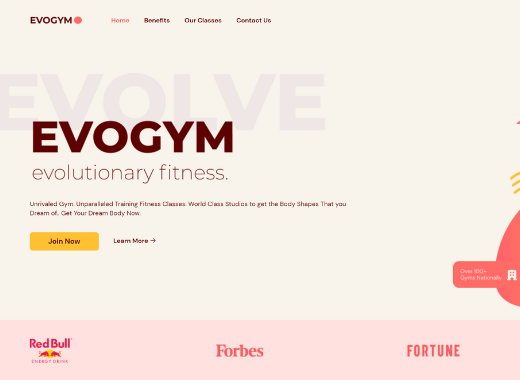 EVOGYM
Home Benefits Our Classes Contact Us
EVOLVE
EVOGYM
evolutionary fitness.
Unrivaled Gym. Unparalleled Training Fitness Classes. World Class Studios to get the Body Shapes That you
Dream of.. Get Your Dream Body Now.
Join Now
Learn More →
Over 100+
Gyms Nationally
Red Bull
ENERGY DRINK
Forbes
FORTUNE